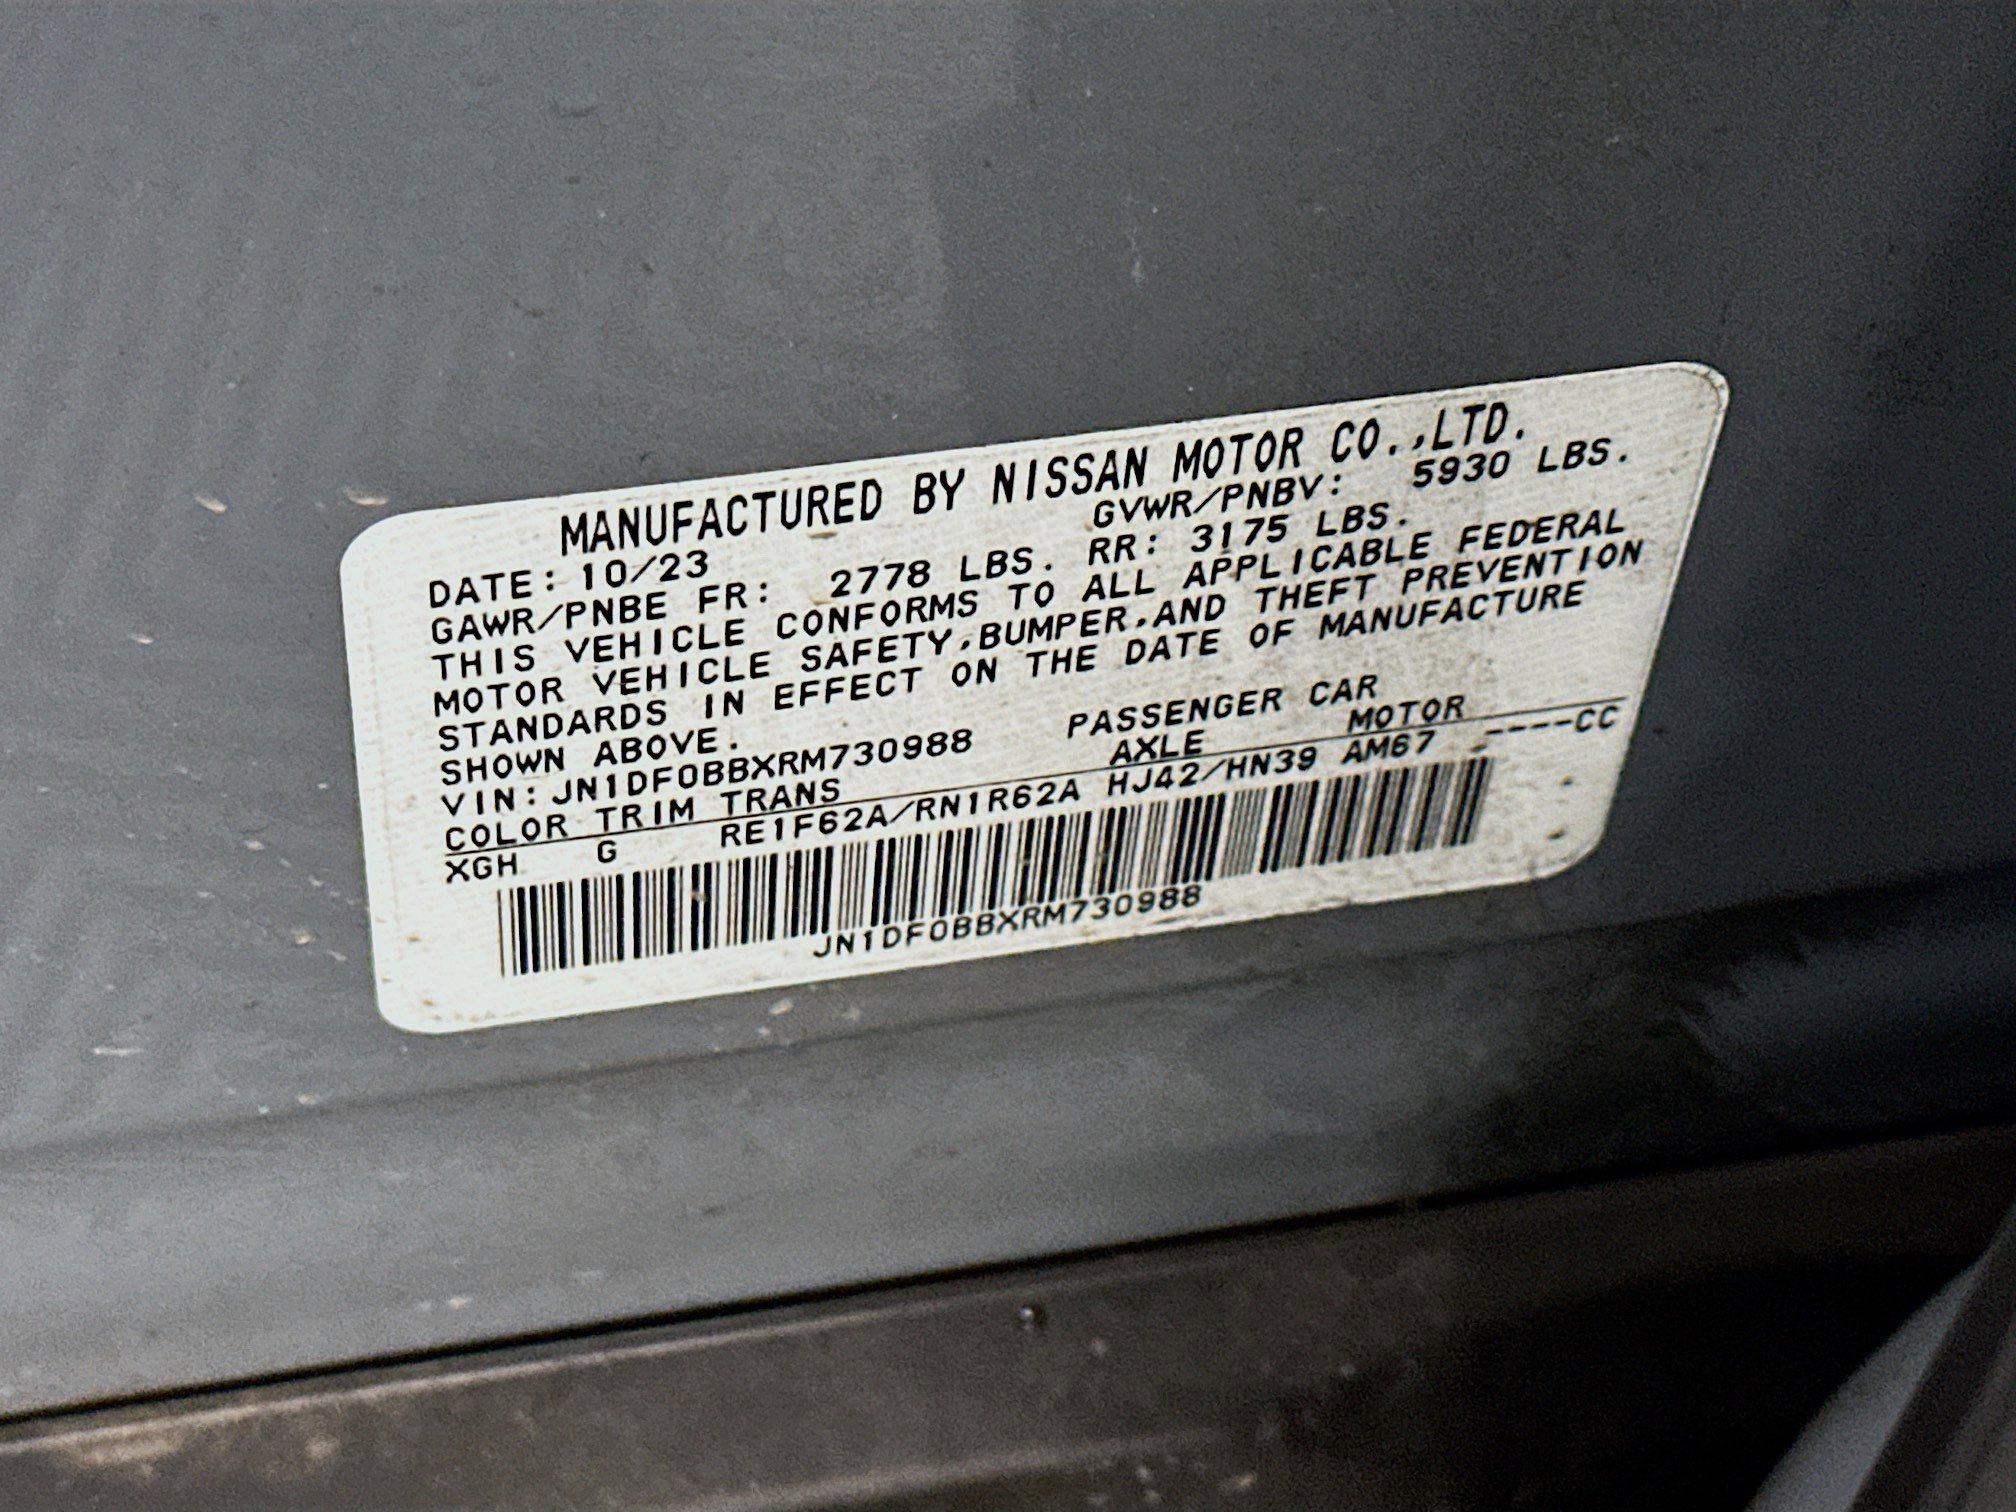 MANUFACTURED BY NISSAN MOTOR CO.,LTD.
DATE: 10/23 GVWR/PNBV: 5930 LBS.
GAWR/PNBE FR: 2778 LBS. RR: 3175 LBS.
THIS VEHICLE CONFORMS TO ALL APPLICABLE FEDERAL
MOTOR VEHICLE SAFETY,BUMPER,AND THEFT PREVENTION
STANDARDS IN EFFECT ON THE DATE OF MANUFACTURE
SHOWN ABOVE.
VIN: JN1DF0BBXRM730988 PASSENGER CAR
COLOR TRIM TRANS AXLE MOTOR
XGH G RE1F62A/RN1R62A HJ42/HN39 AM67 ----CC
JN1DF0BBXRM730988